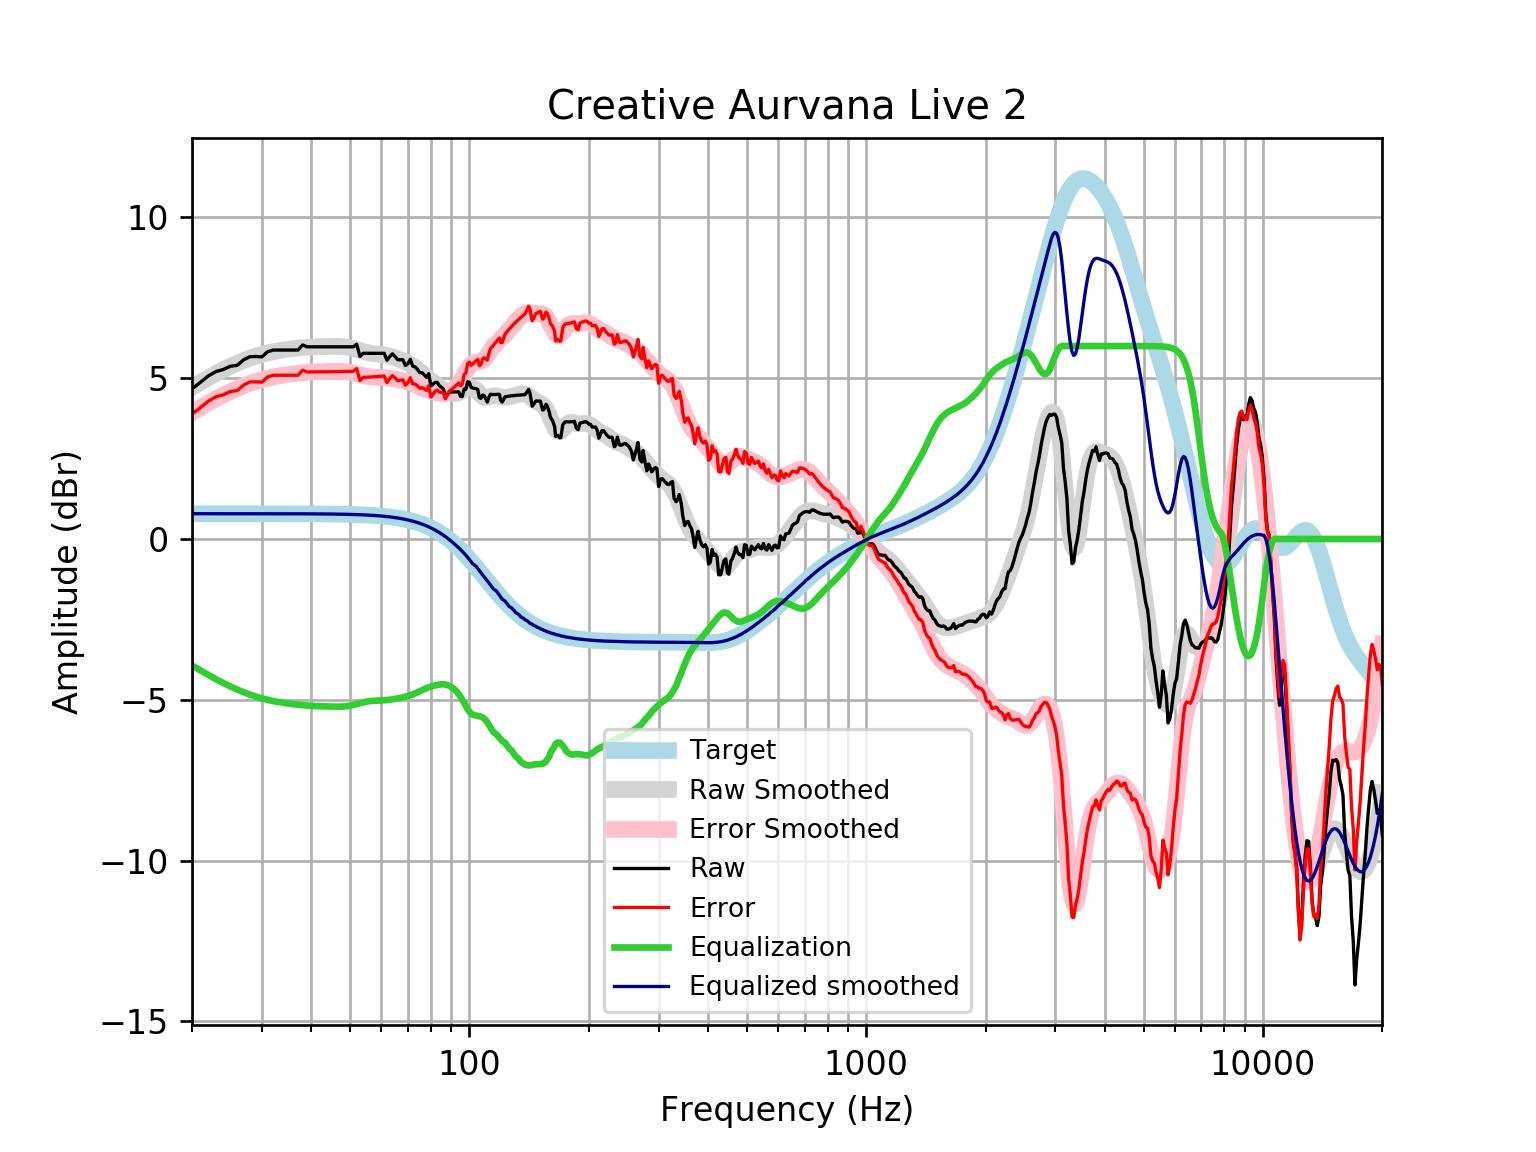 Creative Aurvana Live 2
Amplitude (dBr)
10
5
0
−5
−10
−15
Target
Raw Smoothed
Error Smoothed
Raw
Error
Equalization
Equalized smoothed
100
1000
10000
Frequency (Hz)